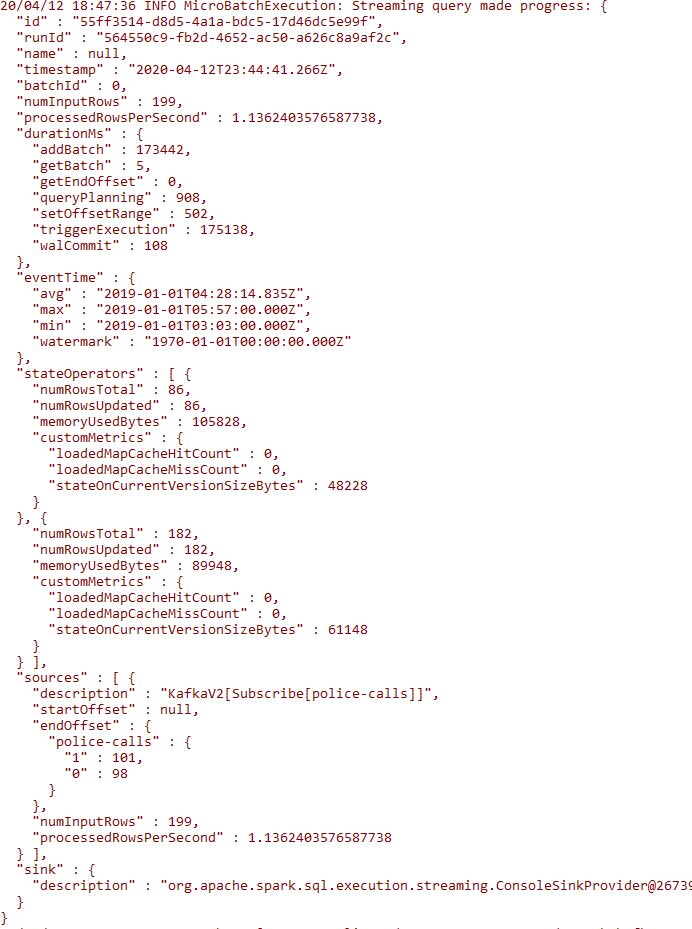 20/04/12 18:47:36 INFO MicroBatchExecution: Streaming query made progress: {
  "id" : "55ff3514-d8d5-4a1a-bdc5-17d46dc5e99f",
  "runId" : "564550c9-fb2d-4652-ac50-a626c8a9af2c",
  "name" : null,
  "timestamp" : "2020-04-12T23:44:41.266Z",
  "batchId" : 0,
  "numInputRows" : 199,
  "processedRowsPerSecond" : 1.1362403576587738,
  "durationMs" : {
    "addBatch" : 173442,
    "getBatch" : 5,
    "getEndOffset" : 0,
    "queryPlanning" : 908,
    "setOffsetRange" : 502,
    "triggerExecution" : 175138,
    "walCommit" : 108
  },
  "eventTime" : {
    "avg" : "2019-01-01T04:28:14.835Z",
    "max" : "2019-01-01T05:57:00.000Z",
    "min" : "2019-01-01T03:03:00.000Z",
    "watermark" : "1970-01-01T00:00:00.000Z"
  },
  "stateOperators" : [ {
    "numRowsTotal" : 86,
    "numRowsUpdated" : 86,
    "memoryUsedBytes" : 105828,
    "customMetrics" : {
      "loadedMapCacheHitCount" : 0,
      "loadedMapCacheMissCount" : 0,
      "stateOnCurrentVersionSizeBytes" : 48228
    }
  }, {
    "numRowsTotal" : 182,
    "numRowsUpdated" : 182,
    "memoryUsedBytes" : 89948,
    "customMetrics" : {
      "loadedMapCacheHitCount" : 0,
      "loadedMapCacheMissCount" : 0,
      "stateOnCurrentVersionSizeBytes" : 61148
    }
  } ],
  "sources" : [ {
    "description" : "KafkaV2[Subscribe[police-calls]]",
    "startOffset" : null,
    "endOffset" : {
      "police-calls" : {
        "1" : 101,
        "0" : 98
      }
    },
    "numInputRows" : 199,
    "processedRowsPerSecond" : 1.1362403576587738
  } ],
  "sink" : {
    "description" : "org.apache.spark.sql.execution.streaming.ConsoleSinkProvider@26739
  }
}